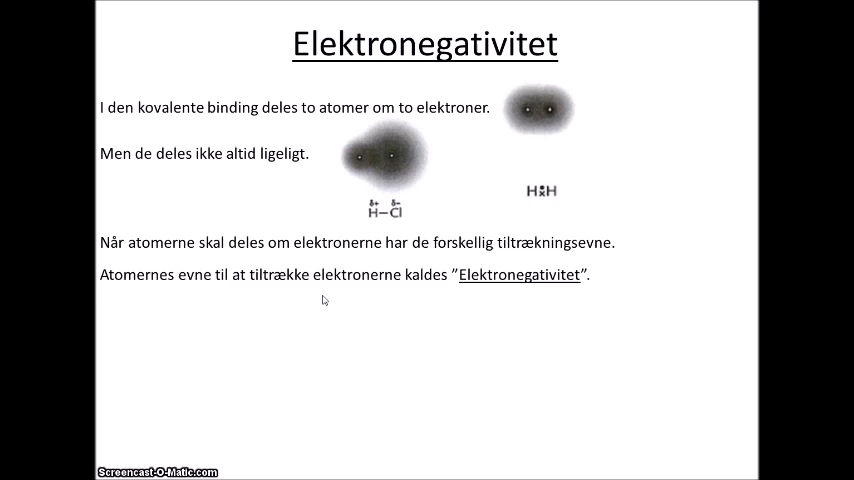 Elektronegativitet
I den kovalente binding deles to atomer om to elektroner.
Men de deles ikke altid ligeligt.
H:H
δ+ δ−
H−Cl
Når atomerne skal deles om elektronerne har de forskellig tiltrækningsevne.
Atomernes evne til at tiltrække elektronerne kaldes ”Elektronegativitet”.
Screencast-O-Matic.com